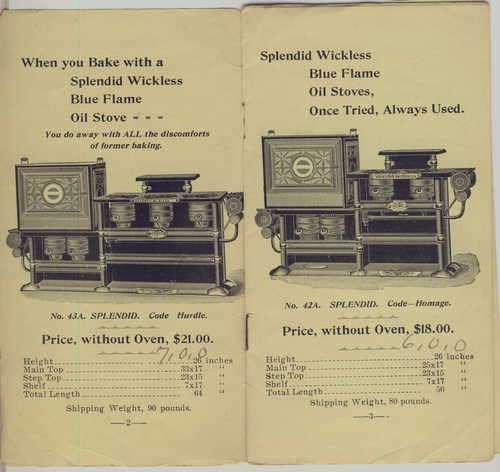 When you Bake with a
Splendid Wickless
Blue Flame
Oil Stove - - -
You do away with ALL the discomforts
of former baking.
No. 43A. SPLENDID. Code Hurdle.
Price, without Oven, $21.00.
7,0,0
Height 26 inches
Main Top 33x17 "
Step Top 23x15 "
Shelf 7x17 "
Total Length 64 "
Shipping Weight, 90 pounds.
—2—
Splendid Wickless
Blue Flame
Oil Stoves,
Once Tried, Always Used.
No. 42A. SPLENDID. Code—Homage.
Price, without Oven, $18.00.
6,0,0
Height 26 inches
Main Top 25x17 "
Step Top 23x15 "
Shelf 7x17 "
Total Length 56 "
Shipping Weight, 80 pounds.
—3—